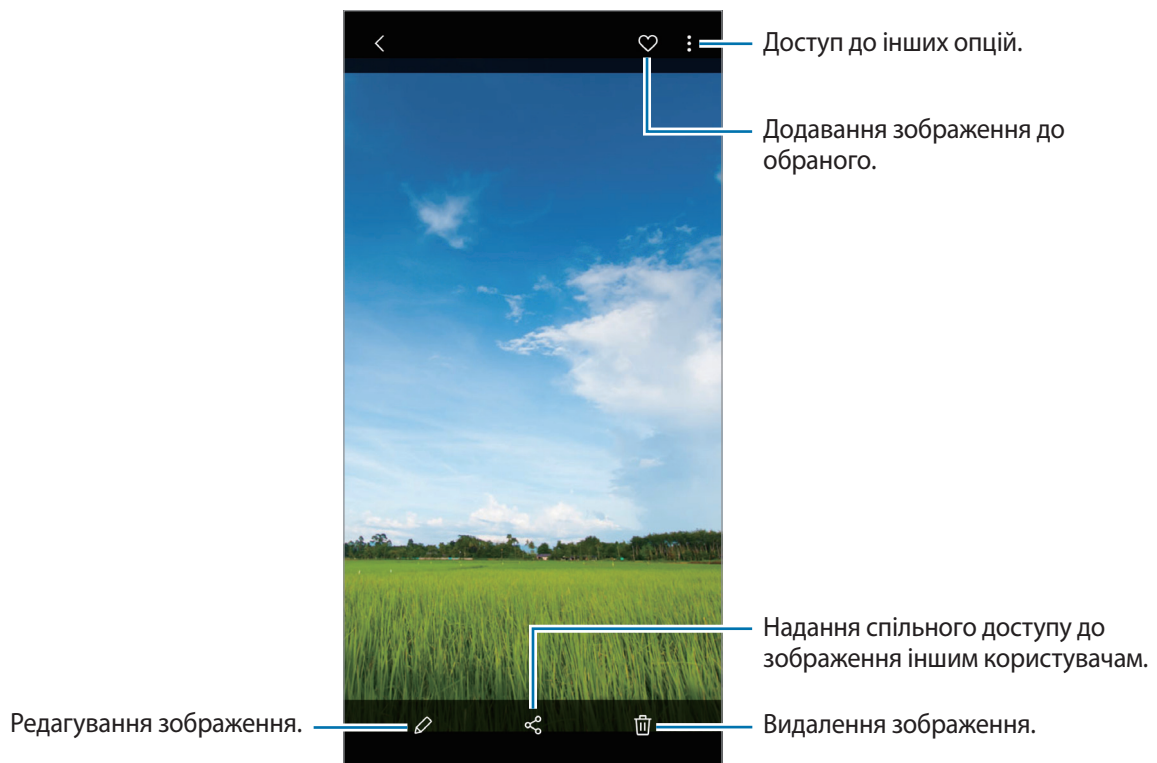 Доступ до інших опцій.
Додавання зображення до
обраного.
Надання спільного доступу до
зображення іншим користувачам.
Редагування зображення.
Видалення зображення.